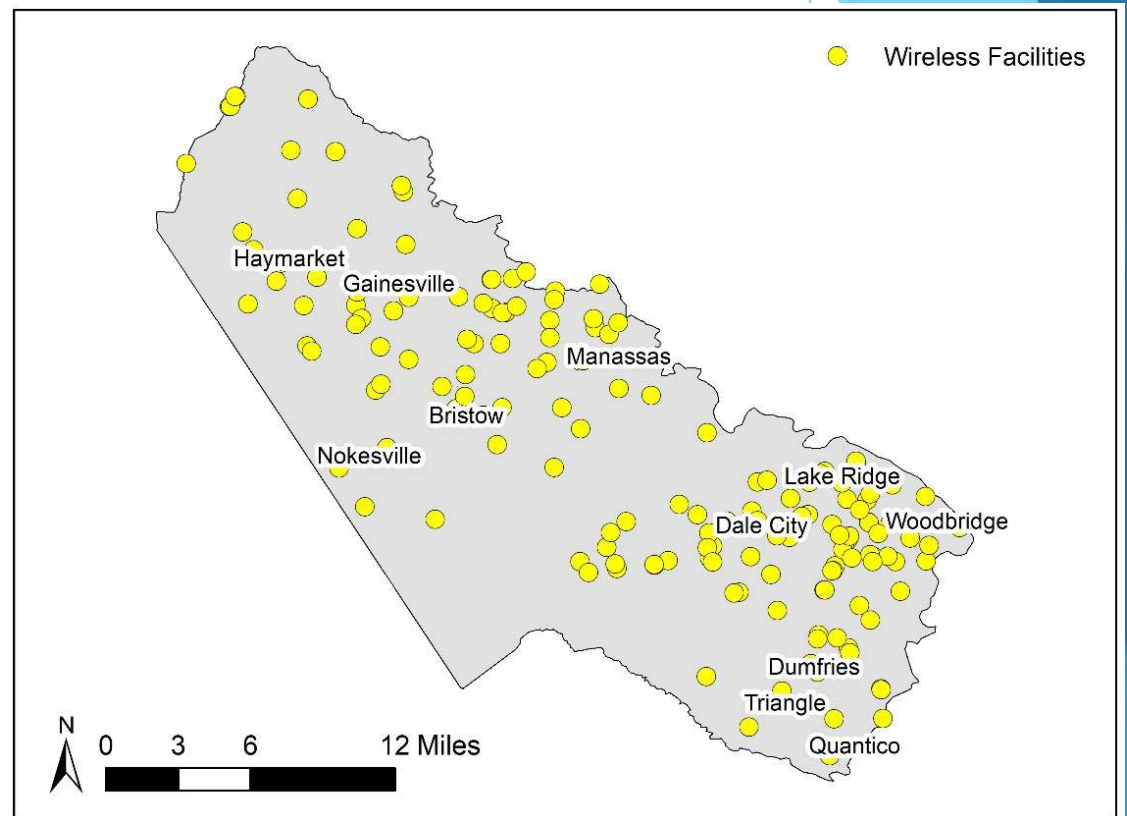 Wireless Facilities
Haymarket
Gainesville
Manassas
Bristow
Nokesville
Lake Ridge
Dale City
Woodbridge
Dumfries
Triangle
Quantico
N
0 3 6 12 Miles